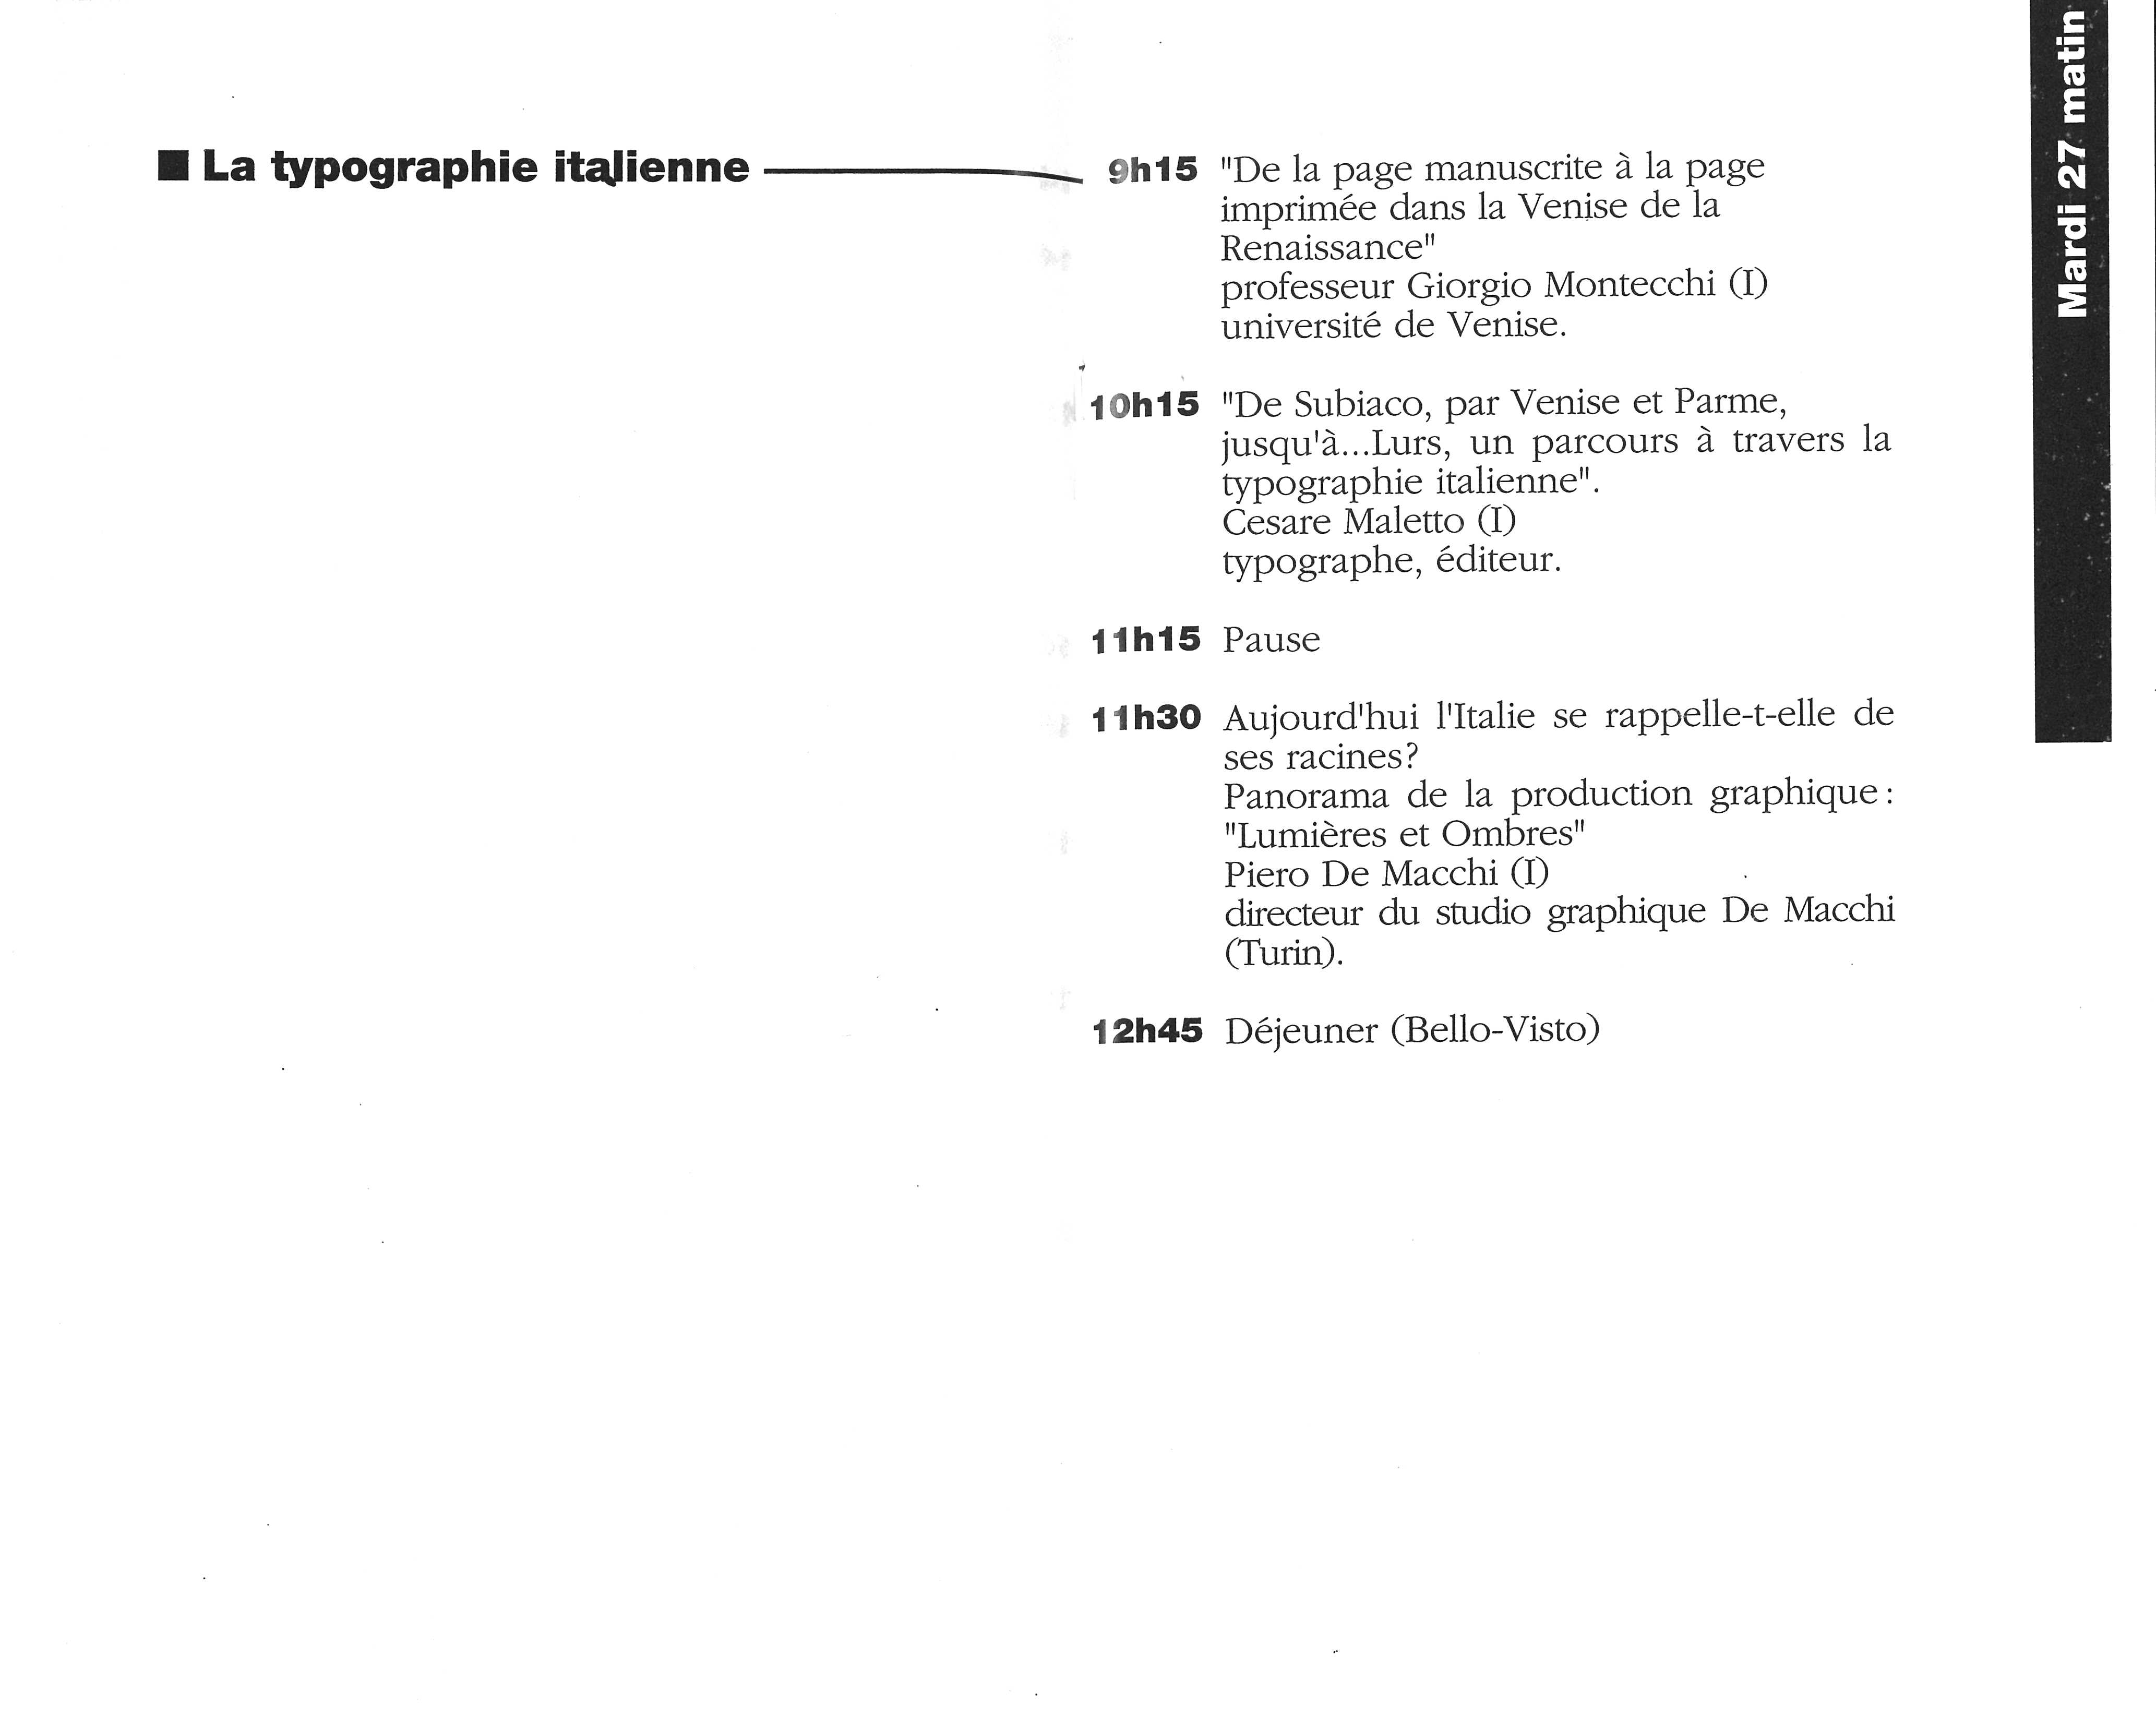 Mardi 27 matin
■ La typographie italienne
9h15 "De la page manuscrite à la page
imprimée dans la Venise de la
Renaissance"
professeur Giorgio Montecchi (I)
université de Venise.
10h15 "De Subiaco, par Venise et Parme,
jusqu'à...Lurs, un parcours à travers la
typographie italienne".
Cesare Maletto (I)
typographe, éditeur.
11h15 Pause
11h30 Aujourd'hui l'Italie se rappelle-t-elle de
ses racines?
Panorama de la production graphique :
"Lumières et Ombres"
Piero De Macchi (I)
directeur du studio graphique De Macchi
(Turin).
12h45 Déjeuner (Bello-Visto)